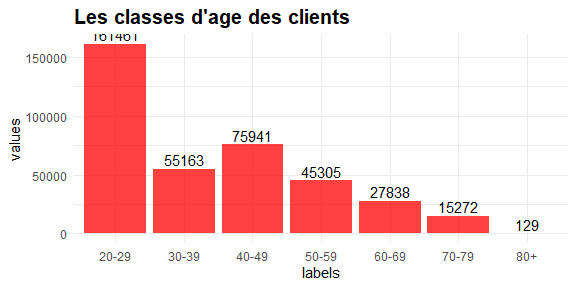 Les classes d'age des clients
161461
55163
75941
45305
27838
15272
129
150000
100000
50000
0
values
20-29 30-39 40-49 50-59 60-69 70-79 80+
labels